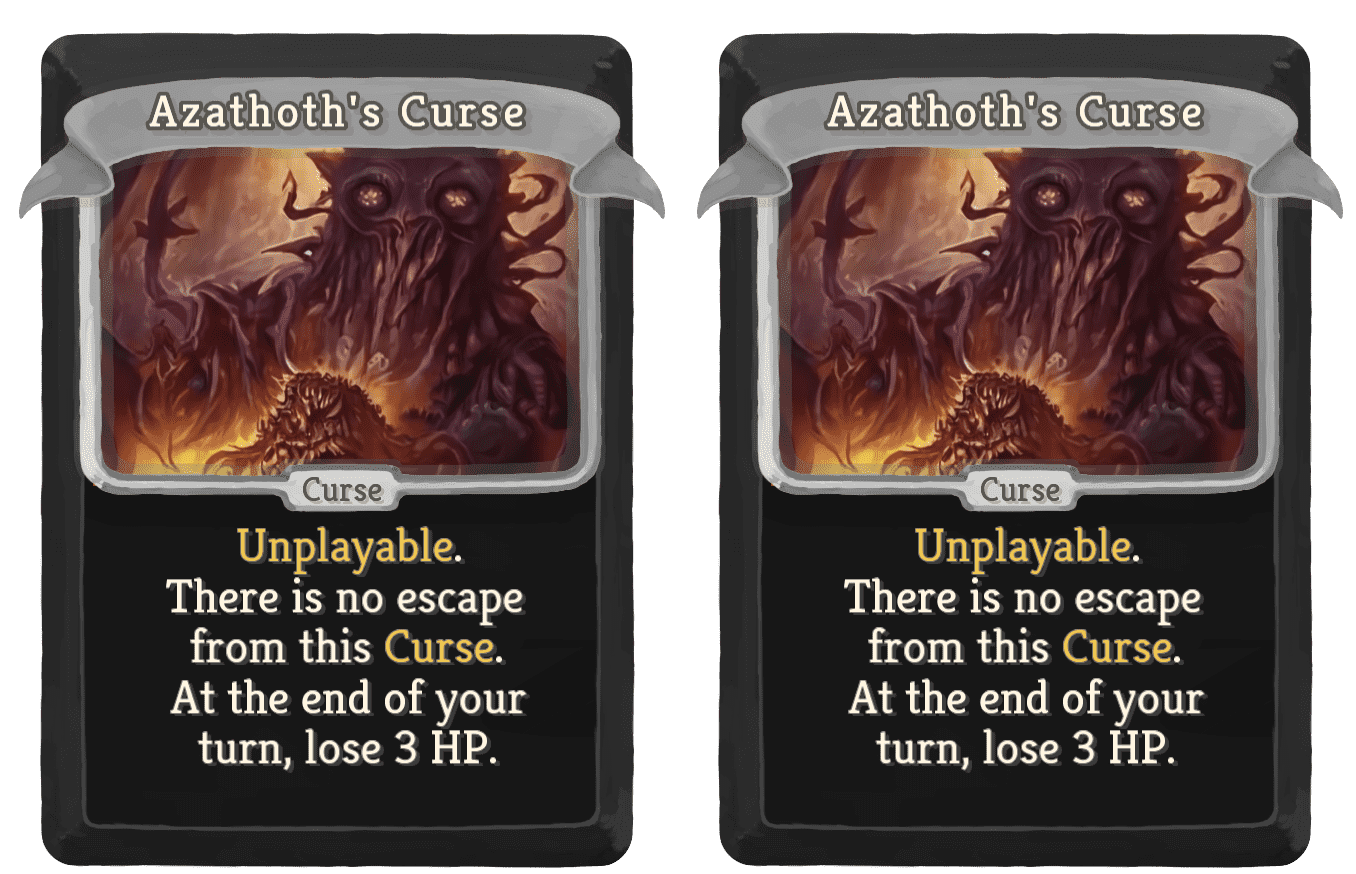 Azathoth's Curse
Curse
Unplayable.
There is no escape
from this Curse.
At the end of your
turn, lose 3 HP.
Azathoth's Curse
Curse
Unplayable.
There is no escape
from this Curse.
At the end of your
turn, lose 3 HP.